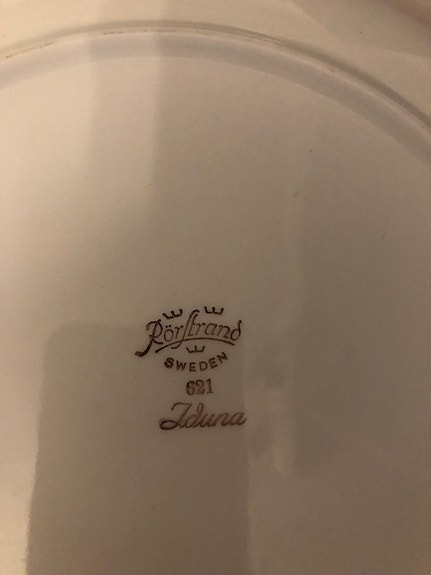 Rörstrand
SWEDEN
621
Iduna